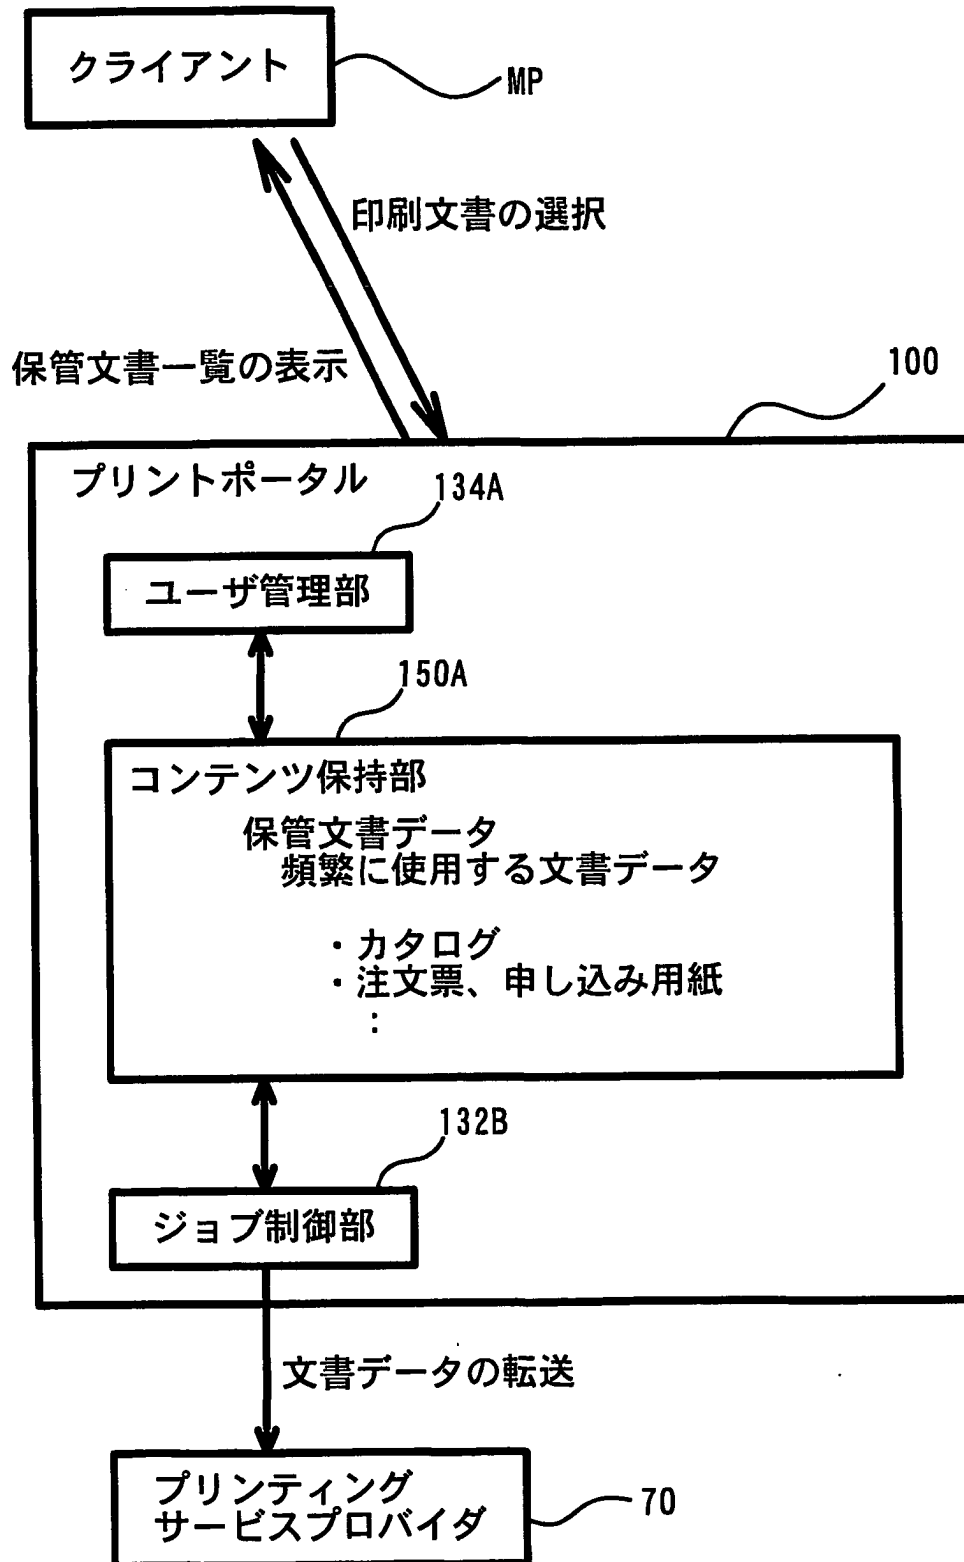 クライアント
MP
印刷文書の選択
保管文書一覧の表示
100
プリントポータル
134A
ユーザ管理部
150A
コンテンツ保持部
保管文書データ
頻繁に使用する文書データ
・カタログ
・注文票、申し込み用紙
:
132B
ジョブ制御部
文書データの転送
プリンティング
サービスプロバイダ
70